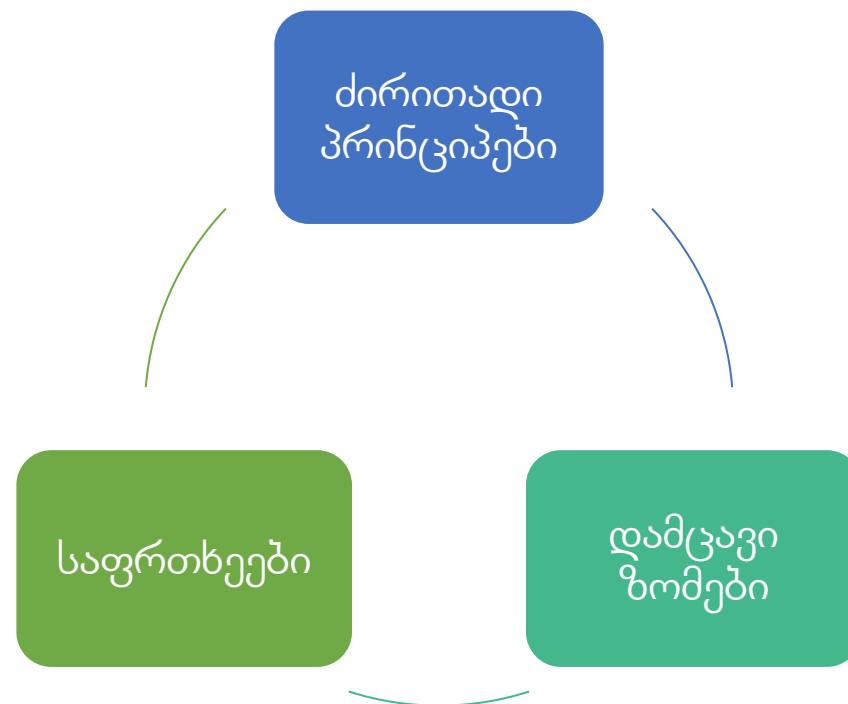 ძირითადი
პრინციპები
საფრთხეები
დამცავი
ზომები